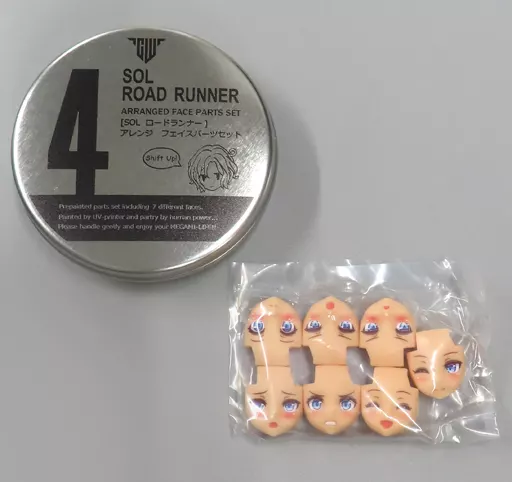 4
SOL
ROAD RUNNER
ARRANGED FACE PARTS SET
[SOL ロードランナー]
アレンジ フェイスパーツセット
Shift Up!
Prepainted parts set including 7 different faces.
Painted by UV-printer and partry by human power...
Please handle gently and enjoy your MEGAMI-LIFE!!